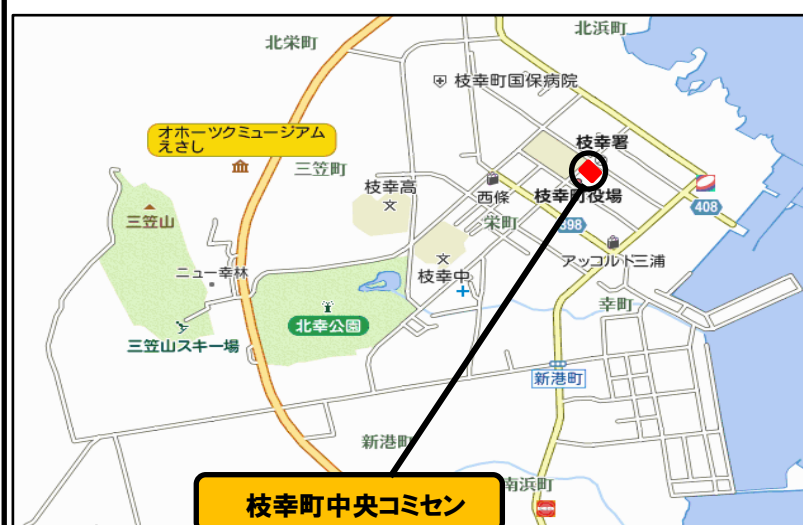 北浜町
北栄町
枝幸町国保病院
オホーツクミュージアム
えさし
枝幸署
三笠町
枝幸高
西條
枝幸町役場
三笠山
栄町
408
398
アッコルド三浦
ニュー幸林
枝幸中
幸町
北幸公園
三笠山スキー場
新港町
新港町
南浜町
枝幸町中央コミセン